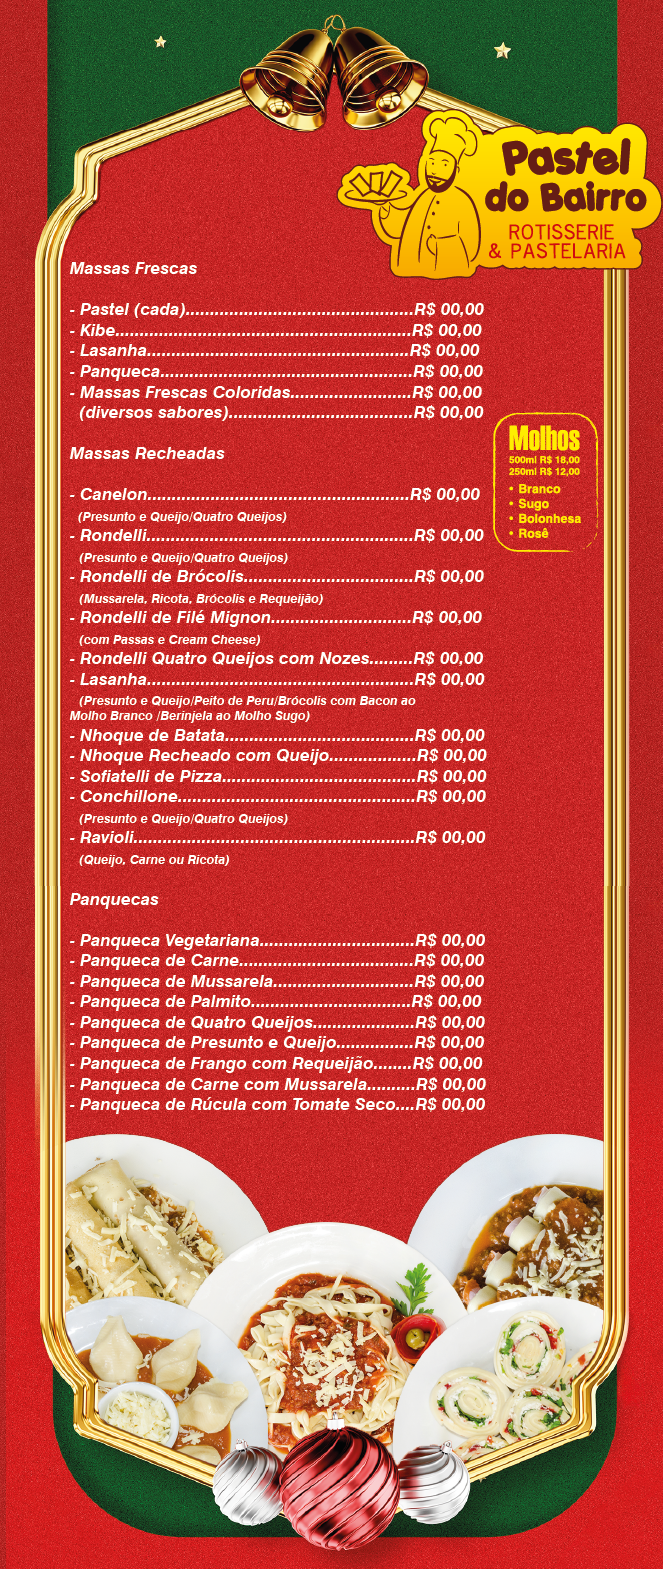 Pastel
do Bairro
ROTISSERIE
& PASTELARIA
Massas Frescas
- Pastel (cada)...............................................R$ 00,00
- Kibe.............................................................R$ 00,00
- Lasanha......................................................R$ 00,00
- Panqueca....................................................R$ 00,00
- Massas Frescas Coloridas.........................R$ 00,00
(diversos sabores)......................................R$ 00,00
Massas Recheadas
- Canelon......................................................R$ 00,00
(Presunto e Queijo/Quatro Queijos)
- Rondelli.......................................................R$ 00,00
(Presunto e Queijo/Quatro Queijos)
- Rondelli de Brócolis...................................R$ 00,00
(Mussarela, Ricota, Brócolis e Requeijão)
- Rondelli de Filé Mignon.............................R$ 00,00
(com Passas e Cream Cheese)
- Rondelli Quatro Queijos com Nozes.........R$ 00,00
- Lasanha.......................................................R$ 00,00
(Presunto e Queijo/Peito de Peru/Brócolis com Bacon ao
Molho Branco /Berinjela ao Molho Sugo)
- Nhoque de Batata.......................................R$ 00,00
- Nhoque Recheado com Queijo..................R$ 00,00
- Sofiatelli de Pizza........................................R$ 00,00
- Conchillone.................................................R$ 00,00
(Presunto e Queijo/Quatro Queijos)
- Ravioli..........................................................R$ 00,00
(Queijo, Carne ou Ricota)
Molhos
500ml R$ 18,00
250ml R$ 12,00
• Branco
• Sugo
• Bolonhesa
• Rosê
Panquecas
- Panqueca Vegetariana................................R$ 00,00
- Panqueca de Carne....................................R$ 00,00
- Panqueca de Mussarela.............................R$ 00,00
- Panqueca de Palmito.................................R$ 00,00
- Panqueca de Quatro Queijos.....................R$ 00,00
- Panqueca de Presunto e Queijo................R$ 00,00
- Panqueca de Frango com Requeijão........R$ 00,00
- Panqueca de Carne com Mussarela..........R$ 00,00
- Panqueca de Rúcula com Tomate Seco....R$ 00,00